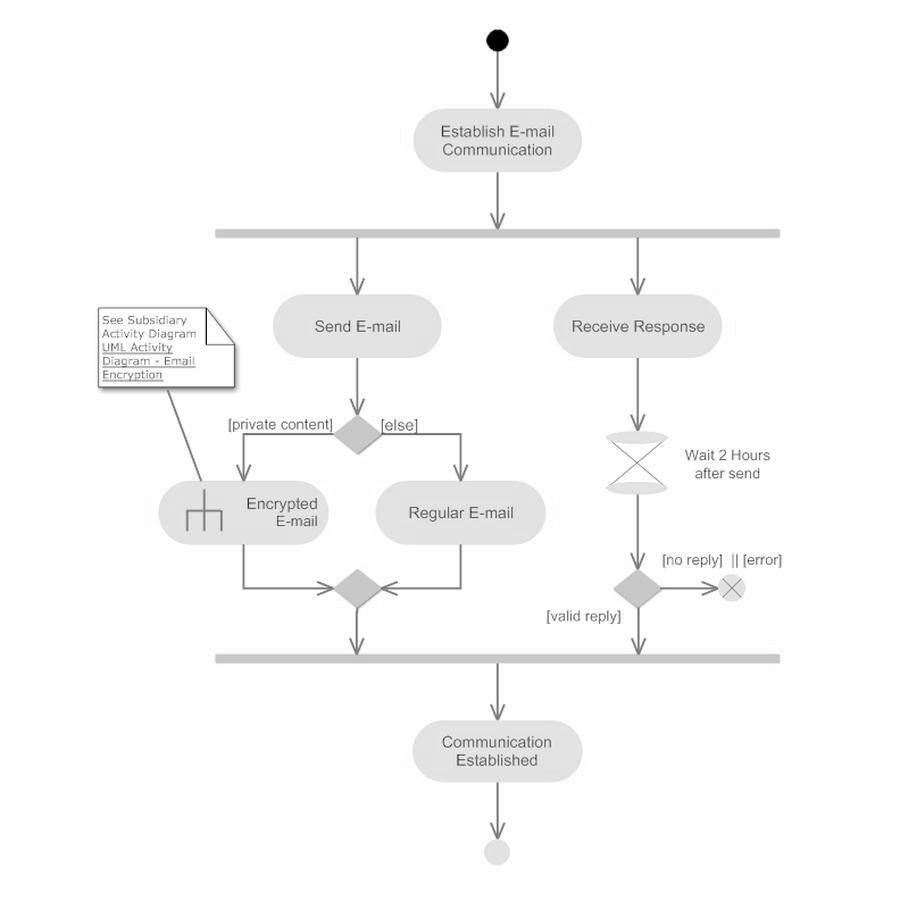 Establish E-mail
Communication
Send E-mail
Receive Response
See Subsidiary
Activity Diagram
UML Activity
Diagram - Email
Encryption
[private content]
[else]
Wait 2 Hours
after send
Encrypted
E-mail
Regular E-mail
[no reply] || [error]
[valid reply]
Communication
Established